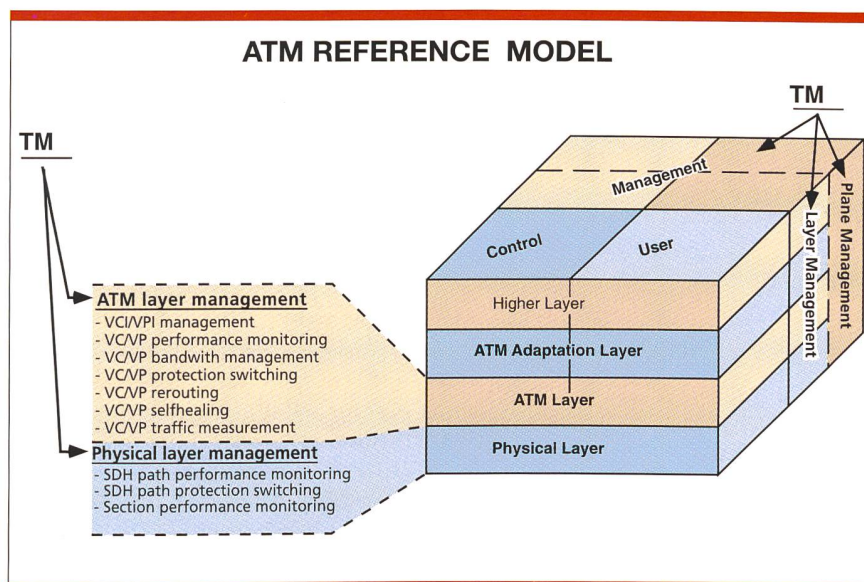 ATM REFERENCE MODEL
TM
TM
Management
Control
User
Layer Management
Plane Management
Higher Layer
ATM Adaptation Layer
ATM Layer
Physical Layer
ATM layer management
- VCI/VPI management
- VC/VP performance monitoring
- VC/VP bandwith management
- VC/VP protection switching
- VC/VP rerouting
- VC/VP selfhealing
- VC/VP traffic measurement
Physical layer management
- SDH path performance monitoring
- SDH path protection switching
- Section performance monitoring